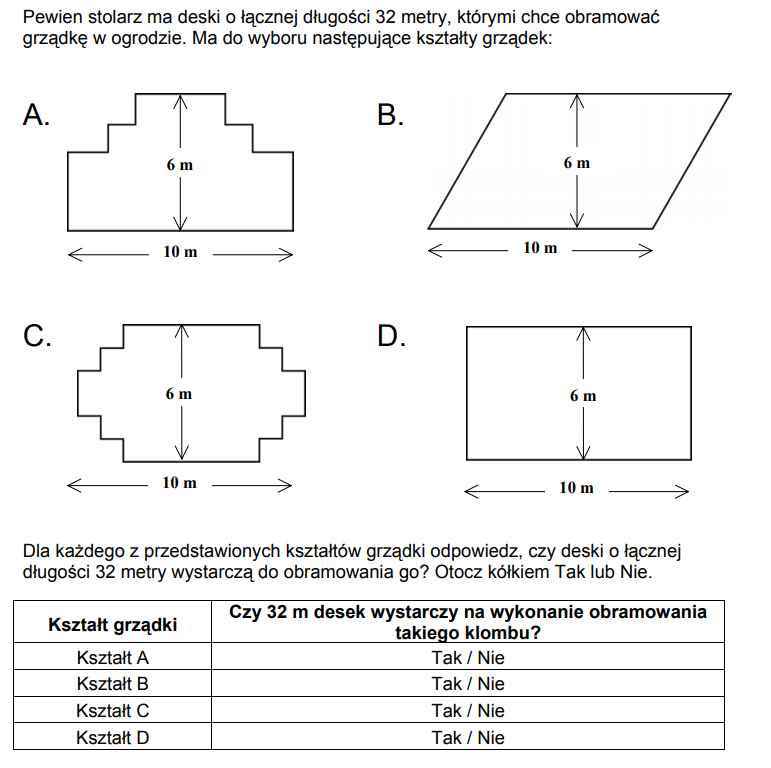 Pewien stolarz ma deski o łącznej długości 32 metry, którymi chce obramować
grządkę w ogrodzie. Ma do wyboru następujące kształty grządek:
A.
6 m
10 m
B.
6 m
10 m
C.
6 m
10 m
D.
6 m
10 m
Dla każdego z przedstawionych kształtów grządki odpowiedz, czy deski o łącznej
długości 32 metry wystarczą do obramowania go? Otocz kółkiem Tak lub Nie.
Kształt grządki
Czy 32 m desek wystarczy na wykonanie obramowania
takiego klombu?
Kształt A Tak / Nie
Kształt B Tak / Nie
Kształt C Tak / Nie
Kształt D Tak / Nie